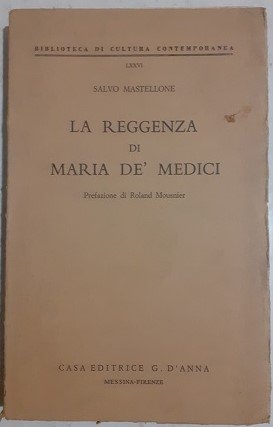 BIBLIOTECA DI CULTURA CONTEMPORANEA
LXXVI
SALVO MASTELLONE
LA REGGENZA
DI
MARIA DE' MEDICI
Prefazione di Roland Mousnier
CASA EDITRICE G. D'ANNA
MESSINA-FIRENZE